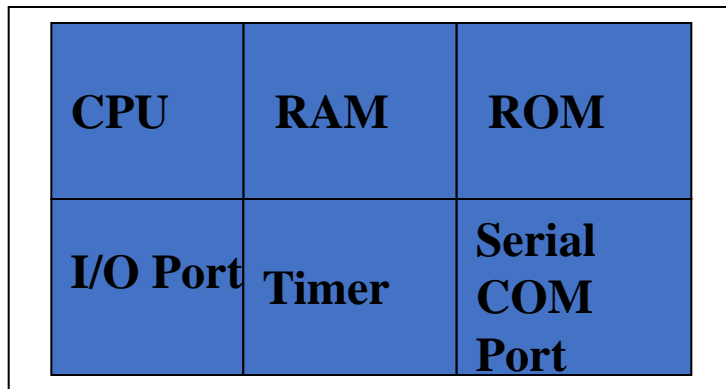 CPU
RAM
ROM
I/O Port
Timer
Serial
COM
Port